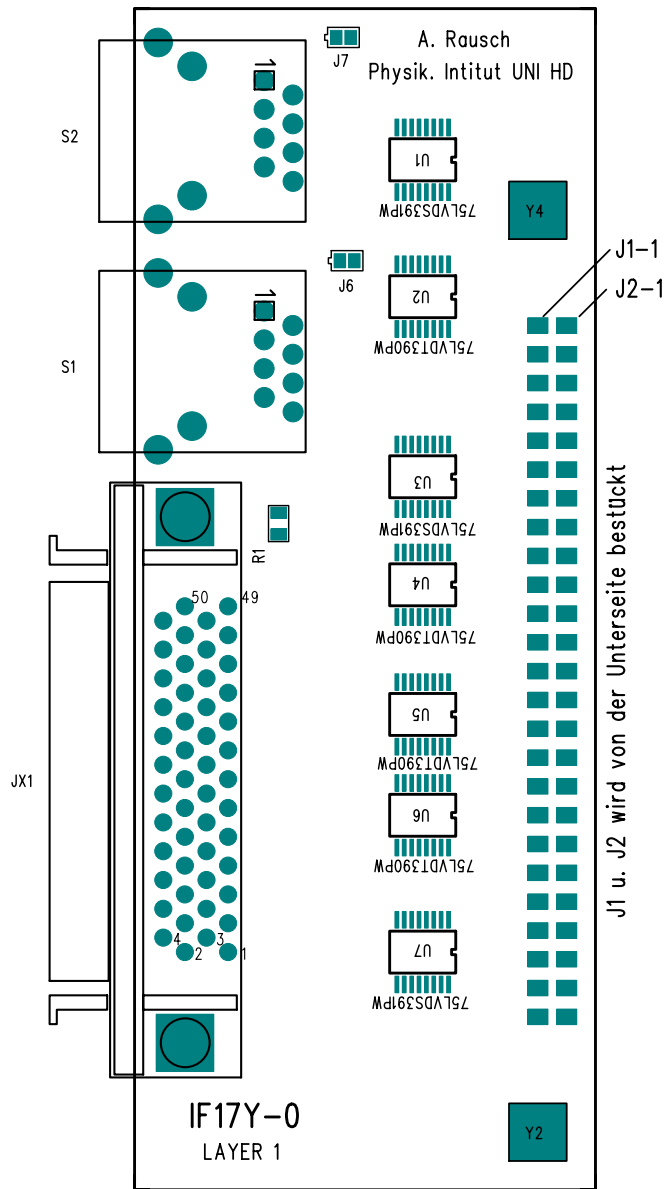 A. Rausch
Physik. Intitut UNI HD
J7
S2
1
U1
75LVDS391PW
Y4
J1-1
J2-1
J6
S1
1
U2
75LVDT390PW
U3
75LVDS391PW
R1
U4
75LVDT390PW
50
49
U5
75LVDT390PW
JX1
U6
75LVDT390PW
J1 u. J2 wird von der Unterseite bestückt
4
3
2
1
U7
75LVDS391PW
IF17Y-0
LAYER 1
Y2